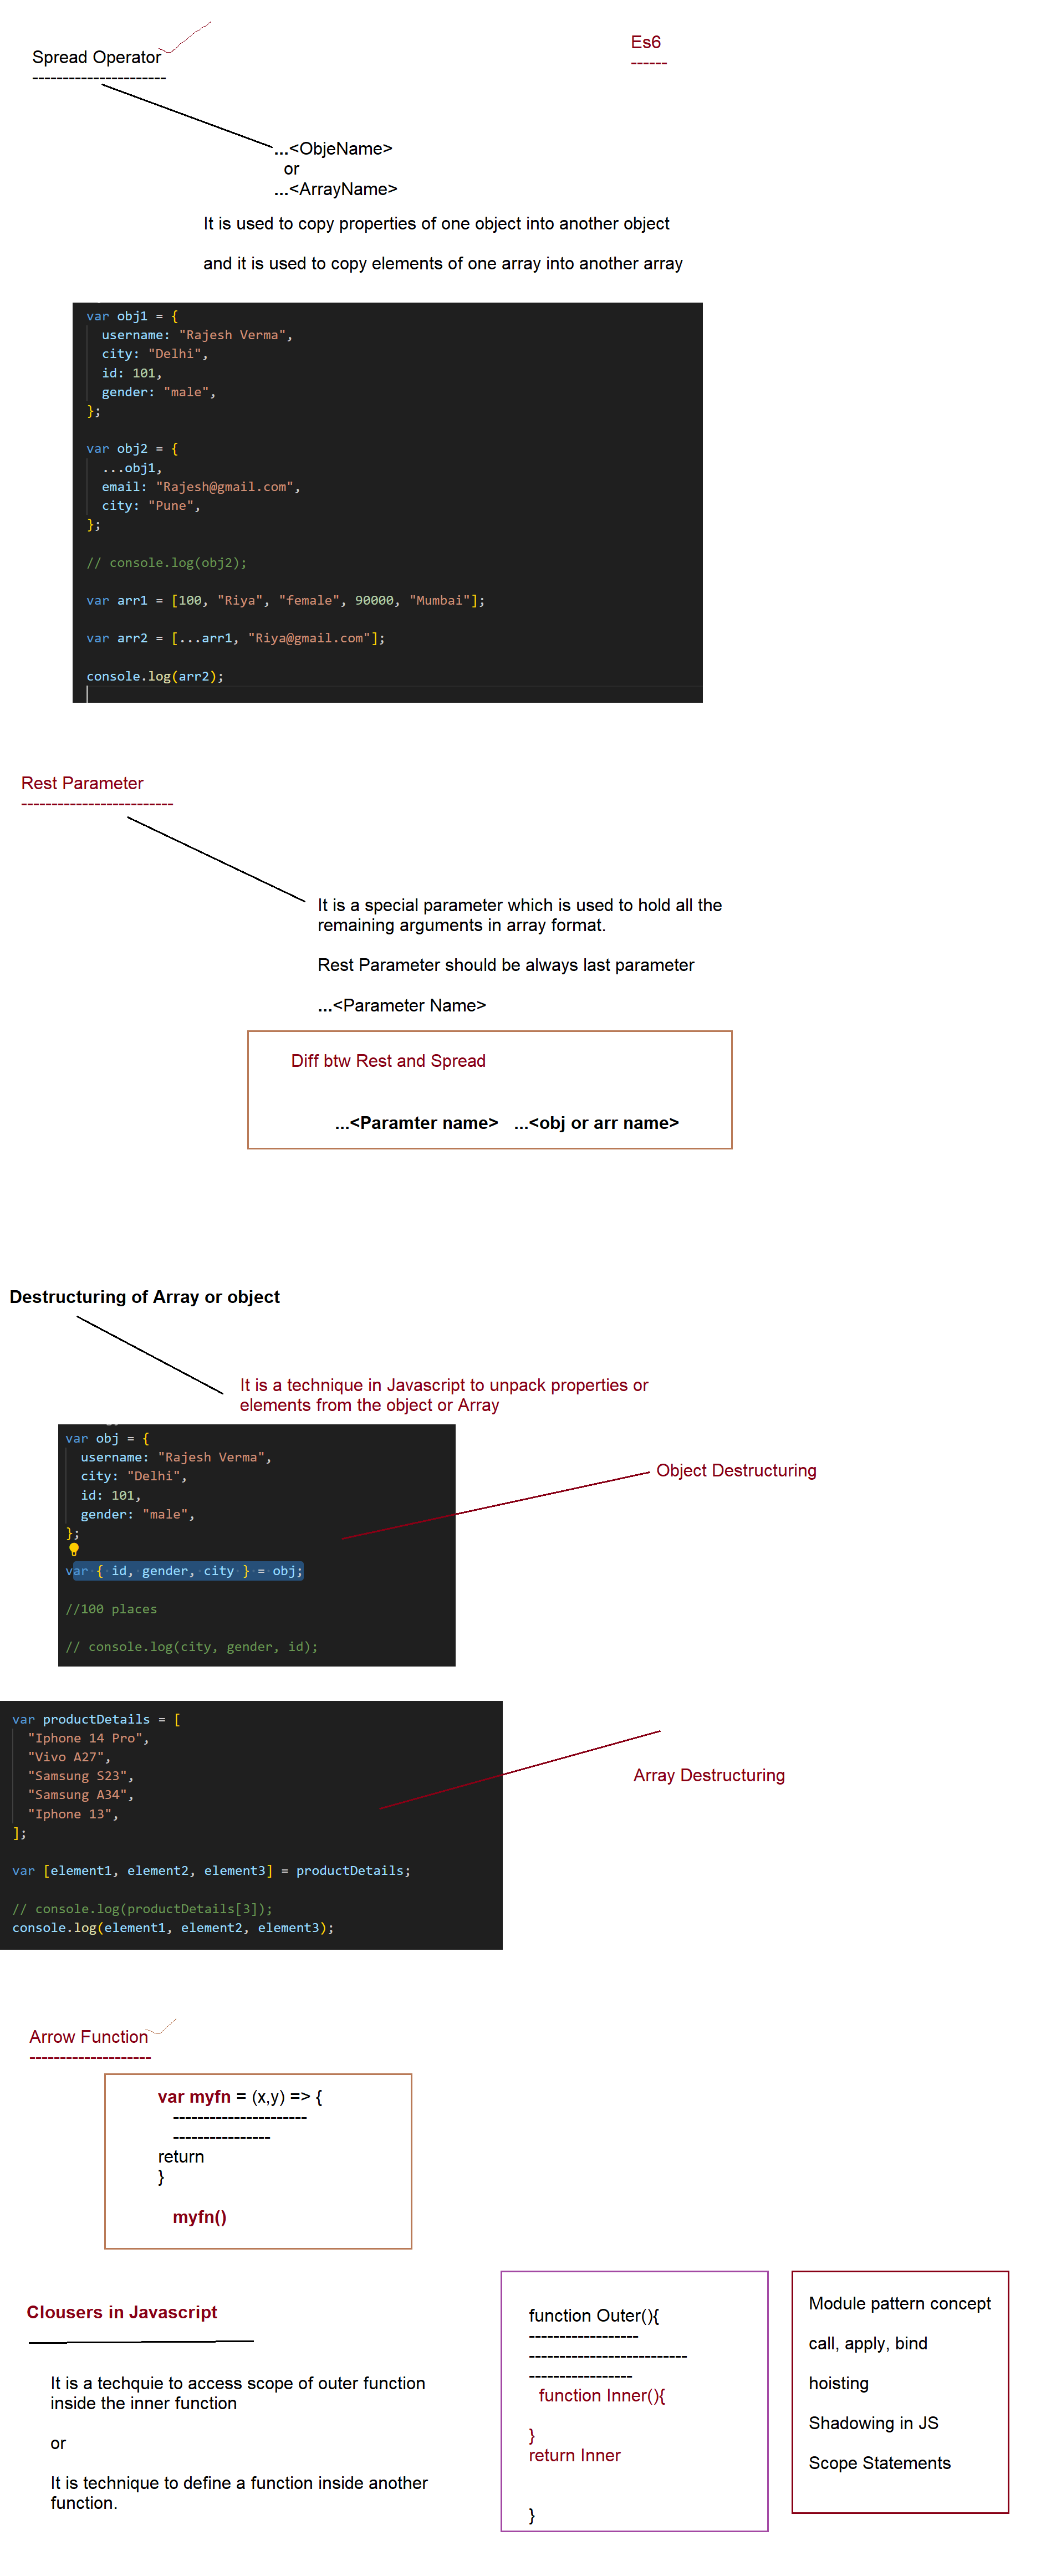 Spread Operator
-----------------------
Es6
------
...<ObjeName>
or
...<ArrayName>
It is used to copy properties of one object into another object
and it is used to copy elements of one array into another array
var obj1 = {
username: "Rajesh Verma",
city: "Delhi",
id: 101,
gender: "male",
};
var obj2 = {
...obj1,
email: "Rajesh@gmail.com",
city: "Pune",
};
// console.log(obj2);
var arr1 = [100, "Riya", "female", 90000, "Mumbai"];
var arr2 = [...arr1, "Riya@gmail.com"];
console.log(arr2);
Rest Parameter
-------------------------
It is a special parameter which is used to hold all the
remaining arguments in array format.
Rest Parameter should be always last parameter
...<Parameter Name>
Diff btw Rest and Spread
...<Paramter name> ...<obj or arr name>
Destructuring of Array or object
It is a technique in Javascript to unpack properties or
elements from the object or Array
var obj = {
username: "Rajesh Verma",
city: "Delhi",
id: 101,
gender: "male",
};
var { id, gender, city } = obj;
//100 places
// console.log(city, gender, id);
Object Destructuring
var productDetails = [
"Iphone 14 Pro",
"Vivo A27",
"Samsung S23",
"Samsung A34",
"Iphone 13",
];
var [element1, element2, element3] = productDetails;
// console.log(productDetails[3]);
console.log(element1, element2, element3);
Array Destructuring
Arrow Function
--------------------
var myfn = (x,y) => {
----------------------
----------------
return
}
myfn()
Clousers in Javascript
It is a techquie to access scope of outer function
inside the inner function
or
It is technique to define a function inside another
function.
function Outer(){
------------------
--------------------------
-----------------
function Inner(){
}
return Inner
}
Module pattern concept
call, apply, bind
hoisting
Shadowing in JS
Scope Statements